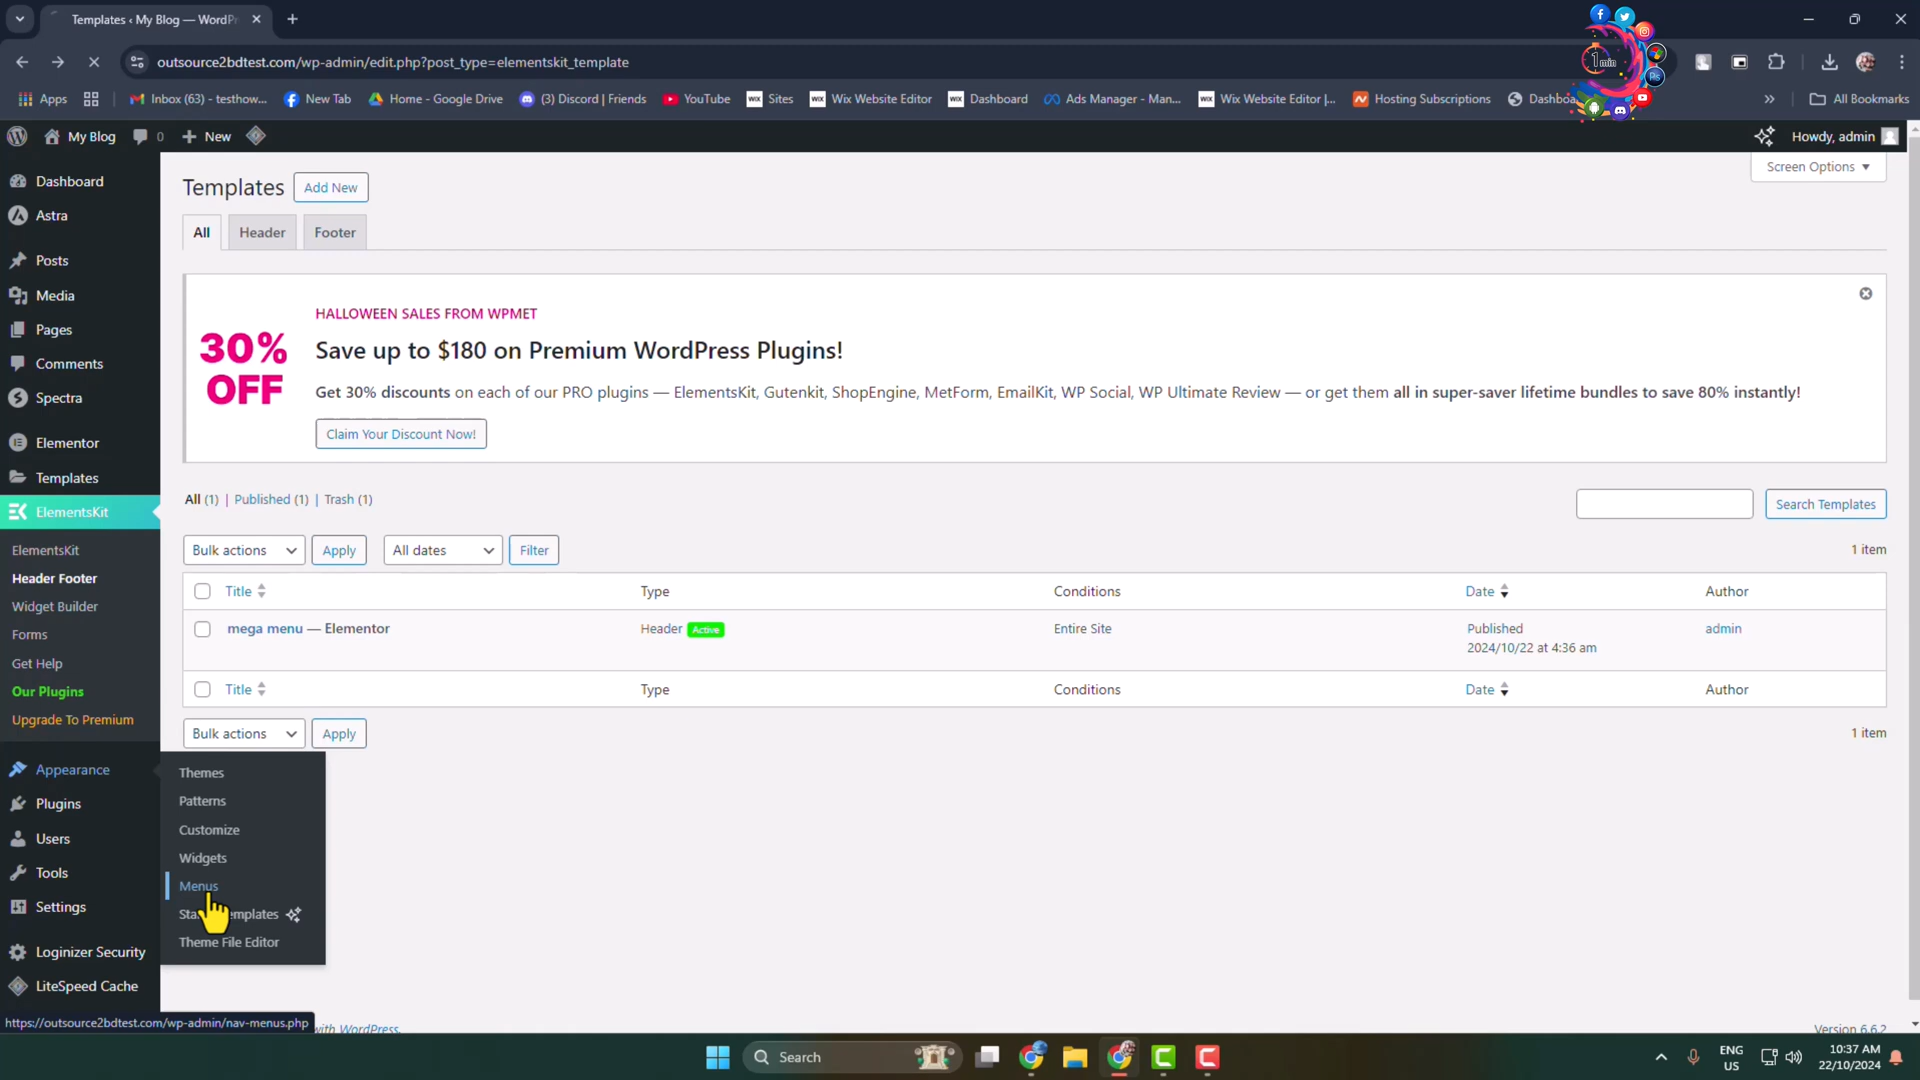 Templates ‹ My Blog — WordPr
outsource2bdtest.com/wp-admin/edit.php?post_type=elementskit_template
1 min
Apps
Inbox (63) - testhow...
New Tab
Home - Google Drive
(3) Discord | Friends
YouTube
Sites
Wix Website Editor
Dashboard
Ads Manager - Man...
Wix Website Editor |...
Hosting Subscriptions
All Bookmarks
My Blog
0
New
Howdy, admin
Screen Options
Dashboard
Astra
Posts
Media
Pages
Comments
Spectra
Elementor
Templates
ElementsKit
ElementsKit
Header Footer
Widget Builder
Forms
Get Help
Our Plugins
Upgrade To Premium
Appearance
Plugins
Users
Tools
Settings
Loginizer Security
LiteSpeed Cache
Themes
Patterns
Customize
Widgets
Menus
Theme File Editor
Templates Add New
All Header Footer
30% OFF
HALLOWEEN SALES FROM WPMET
Save up to $180 on Premium WordPress Plugins!
Get 30% discounts on each of our PRO plugins — ElementsKit, Gutenkit, ShopEngine, MetForm, EmailKit, WP Social, WP Ultimate Review — or get them all in super-saver lifetime bundles to save 80% instantly!
Claim Your Discount Now!
All (1) | Published (1) | Trash (1)
Search Templates
Bulk actions Apply All dates Filter
1 item
Title Type Conditions Date Author
mega menu — Elementor Header Active Entire Site Published admin
2024/10/22 at 4:36 am
Title Type Conditions Date Author
Bulk actions Apply
1 item
https://outsource2bdtest.com/wp-admin/nav-menus.php
with WordPress.
Version 6.6.2
Search
ENG
US
10:37 AM
22/10/2024